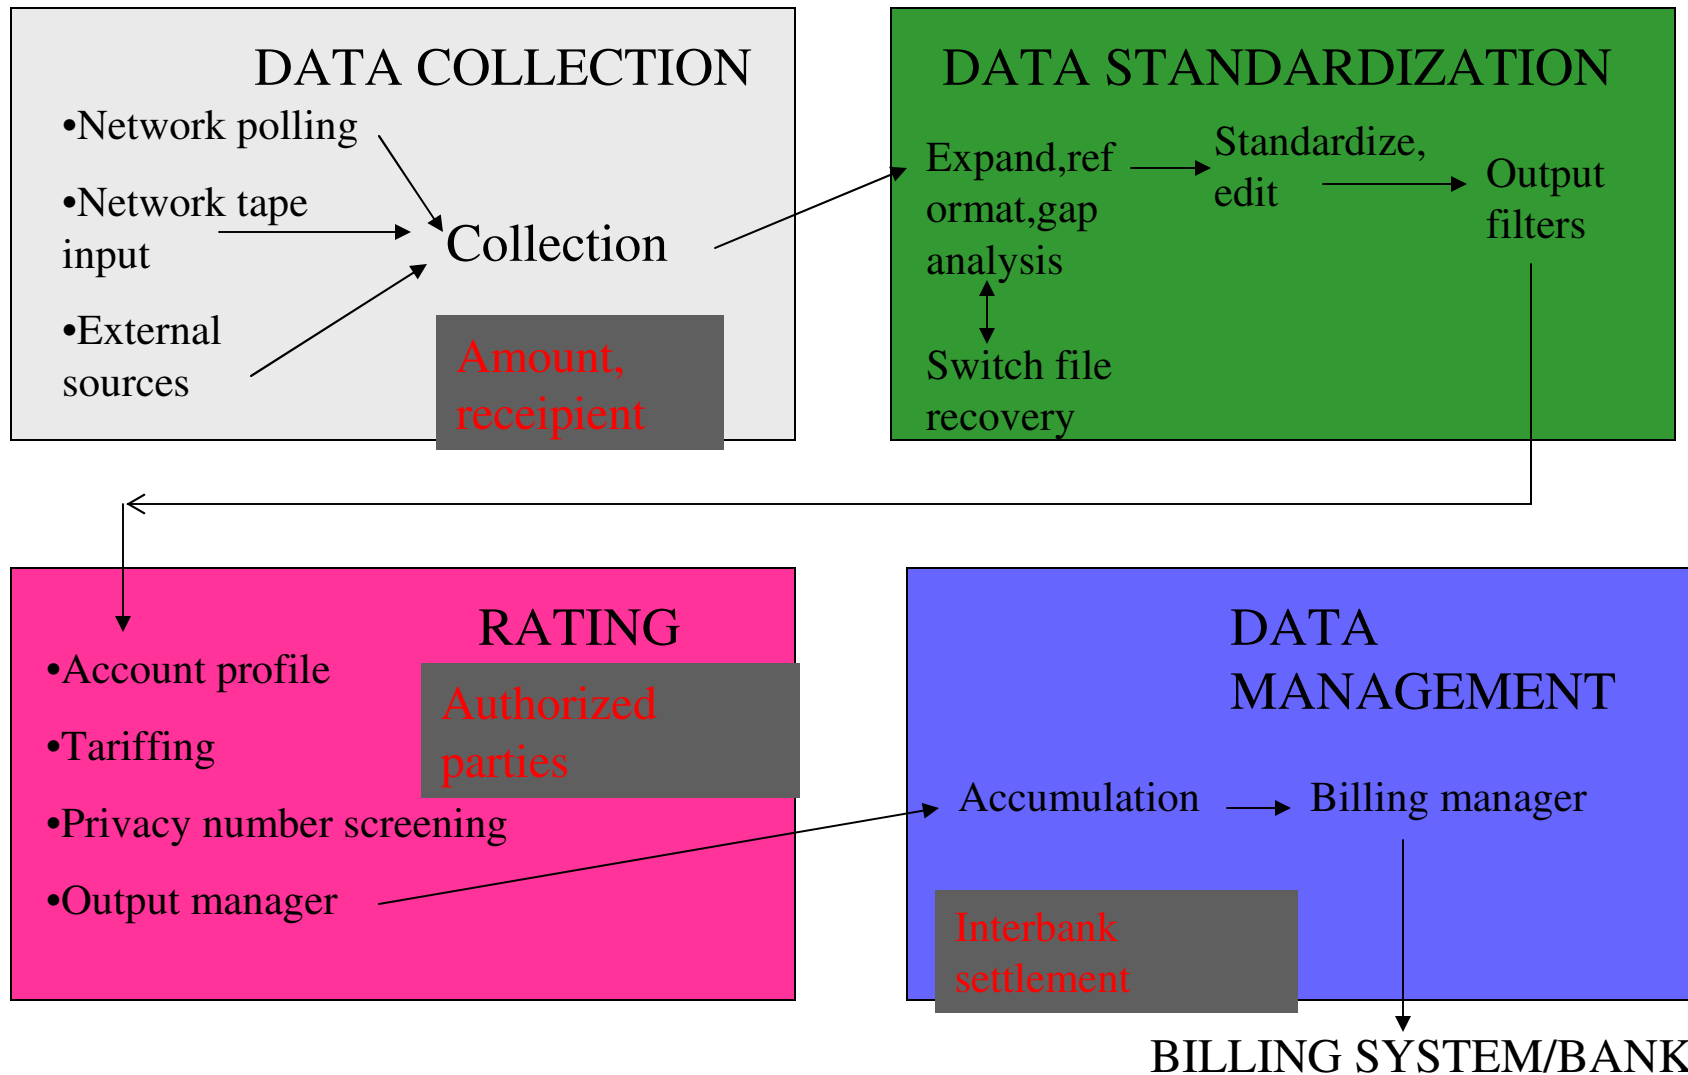 DATA COLLECTION
•Network polling
•Network tape
input
•External
sources
Collection
Amount,
receipient
DATA STANDARDIZATION
Expand,ref
ormat,gap
analysis
Switch file
recovery
Standardize,
edit
Output
filters
RATING
•Account profile
•Tariffing
•Privacy number screening
•Output manager
Authorized
parties
DATA
MANAGEMENT
Accumulation
Billing manager
Interbank
settlement
BILLING SYSTEM/BANK